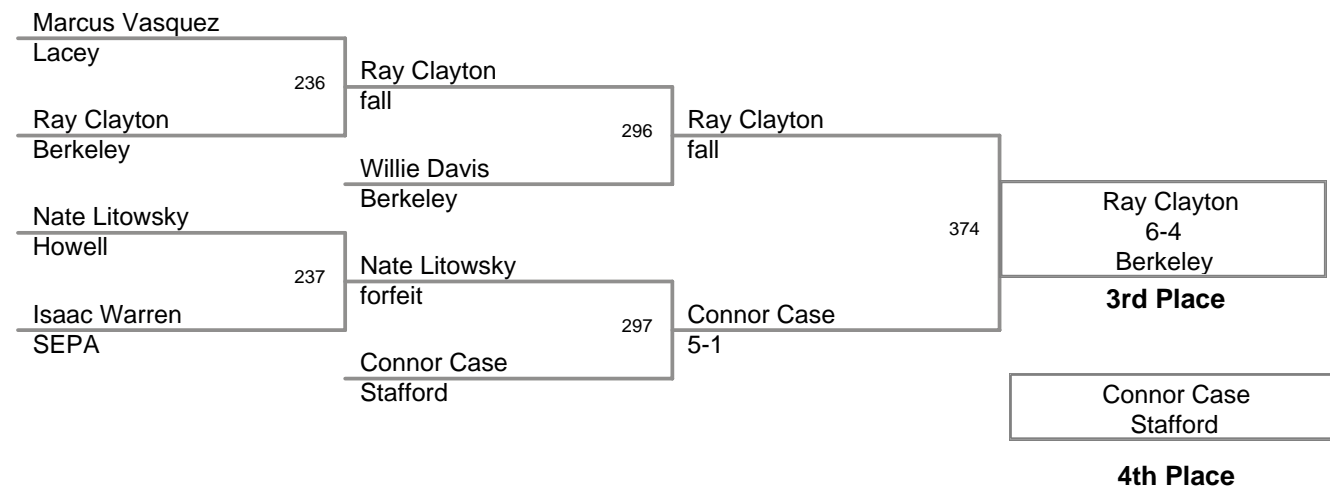 Marcus Vasquez
Lacey
236
Ray Clayton
fall
Ray Clayton
Berkeley
296
Ray Clayton
fall
Willie Davis
Berkeley
Nate Litowsky
Howell
374
Ray Clayton
6-4
Berkeley
3rd Place
237
Nate Litowsky
forfeit
Isaac Warren
SEPA
297
Connor Case
5-1
Connor Case
Stafford
Connor Case
Stafford
4th Place